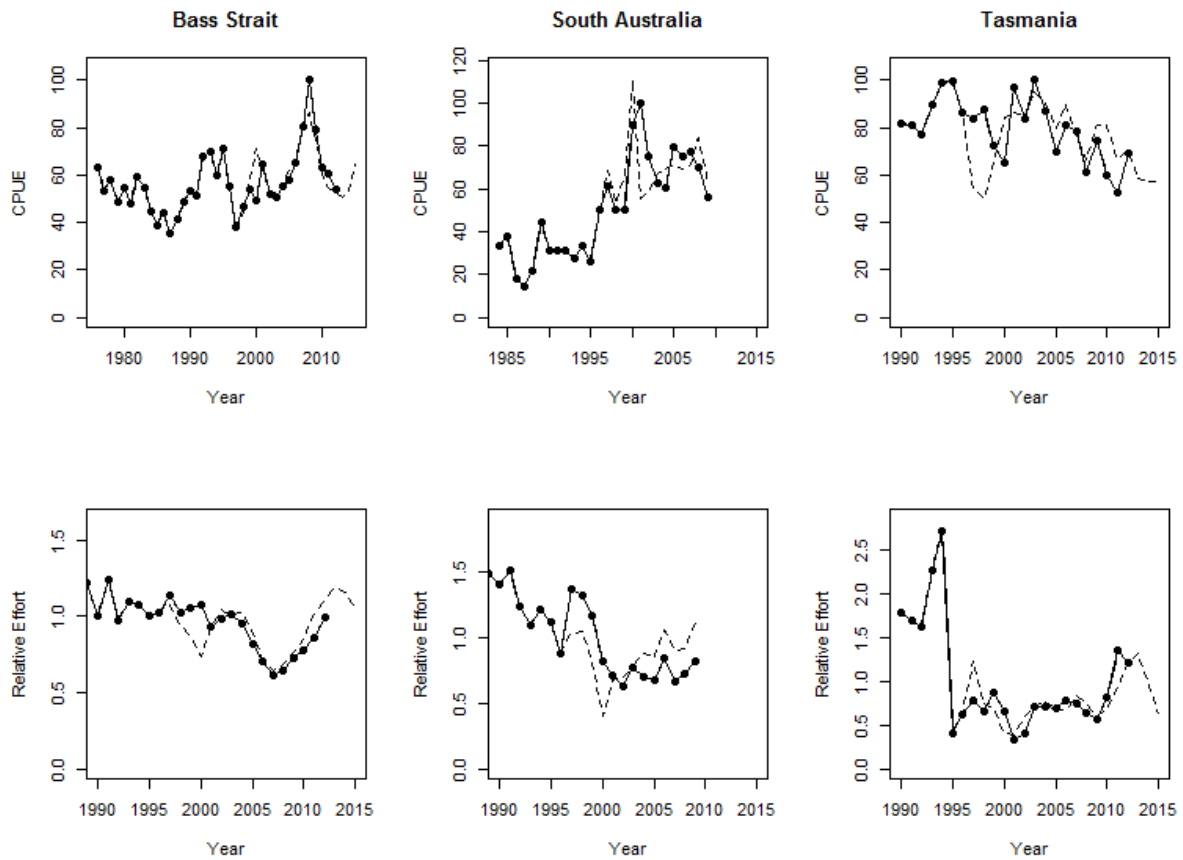 Bass Strait
CPUE
0 20 40 60 80 100
1980 1990 2000 2010
Year
South Australia
CPUE
0 20 40 60 80 100 120
1985 1995 2005 2015
Year
Tasmania
CPUE
0 20 40 60 80 100
1990 1995 2000 2005 2010 2015
Year
Relative Effort
0.0 0.5 1.0 1.5
1990 1995 2000 2005 2010 2015
Year
Relative Effort
0.0 0.5 1.0 1.5
1990 1995 2000 2005 2010 2015
Year
Relative Effort
0.0 0.5 1.0 1.5 2.0 2.5
1990 1995 2000 2005 2010 2015
Year